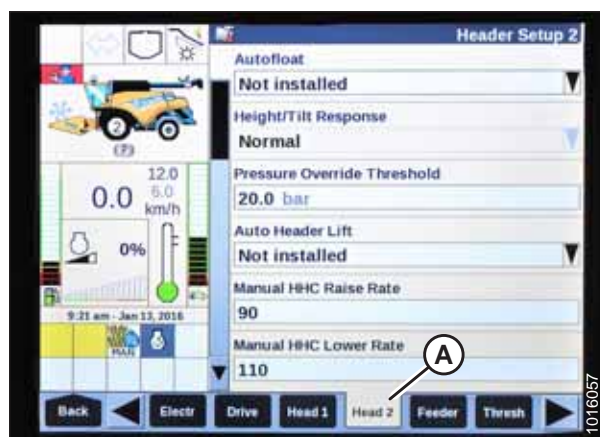 Header Setup 2
Autofloat
Not installed
Height/Tilt Response
Normal
Pressure Override Threshold
20.0 bar
Auto Header Lift
Not installed
Manual HHC Raise Rate
90
Manual HHC Lower Rate
110
2
(7)
12.0
0.0 6.0
km/h
0%
9:21 am - Jan 13, 2016
MAN
A
Back Electr Drive Head 1 Head 2 Feeder Thresh
1016057